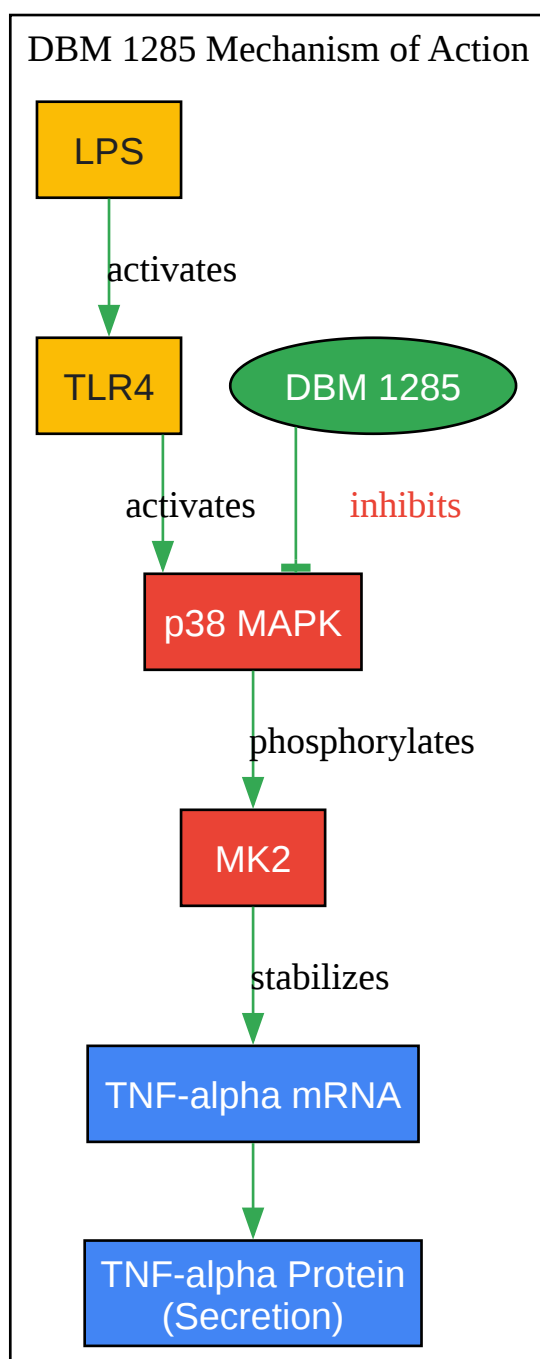 DBM 1285 Mechanism of Action
LPS
activates
TLR4
DBM 1285
activates
inhibits
p38 MAPK
phosphorylates
MK2
stabilizes
TNF-alpha mRNA
TNF-alpha Protein
(Secretion)